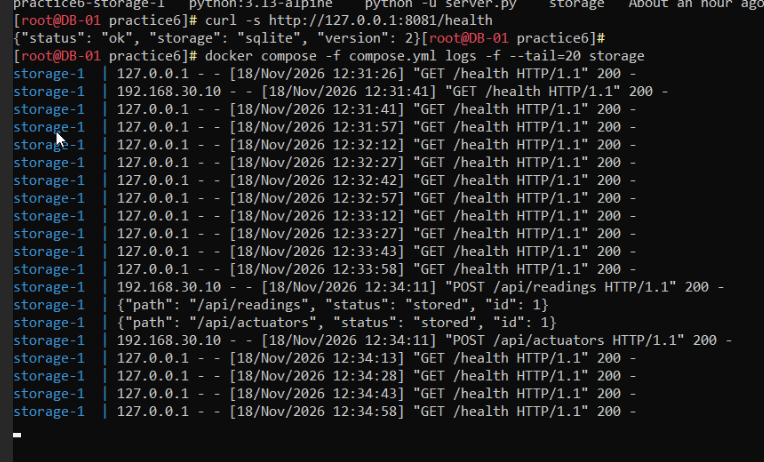 practice6-storage-1 python:3.13-alpine "python -u server.py" storage About an hour ago
[root@DB-01 practice6]# curl -s http://127.0.0.1:8081/health
{"status": "ok", "storage": "sqlite", "version": 2}[root@DB-01 practice6]#
[root@DB-01 practice6]# docker compose -f compose.yml logs -f --tail=20 storage
storage-1 | 127.0.0.1 - - [18/Nov/2026 12:31:26] "GET /health HTTP/1.1" 200 -
storage-1 | 192.168.30.10 - - [18/Nov/2026 12:31:41] "GET /health HTTP/1.1" 200 -
storage-1 | 127.0.0.1 - - [18/Nov/2026 12:31:41] "GET /health HTTP/1.1" 200 -
storage-1 | 127.0.0.1 - - [18/Nov/2026 12:31:57] "GET /health HTTP/1.1" 200 -
storage-1 | 127.0.0.1 - - [18/Nov/2026 12:32:12] "GET /health HTTP/1.1" 200 -
storage-1 | 127.0.0.1 - - [18/Nov/2026 12:32:27] "GET /health HTTP/1.1" 200 -
storage-1 | 127.0.0.1 - - [18/Nov/2026 12:32:42] "GET /health HTTP/1.1" 200 -
storage-1 | 127.0.0.1 - - [18/Nov/2026 12:32:57] "GET /health HTTP/1.1" 200 -
storage-1 | 127.0.0.1 - - [18/Nov/2026 12:33:12] "GET /health HTTP/1.1" 200 -
storage-1 | 127.0.0.1 - - [18/Nov/2026 12:33:27] "GET /health HTTP/1.1" 200 -
storage-1 | 127.0.0.1 - - [18/Nov/2026 12:33:43] "GET /health HTTP/1.1" 200 -
storage-1 | 127.0.0.1 - - [18/Nov/2026 12:33:58] "GET /health HTTP/1.1" 200 -
storage-1 | 192.168.30.10 - - [18/Nov/2026 12:34:11] "POST /api/readings HTTP/1.1" 200 -
storage-1 | {"path": "/api/readings", "status": "stored", "id": 1}
storage-1 | {"path": "/api/actuators", "status": "stored", "id": 1}
storage-1 | 192.168.30.10 - - [18/Nov/2026 12:34:11] "POST /api/actuators HTTP/1.1" 200 -
storage-1 | 127.0.0.1 - - [18/Nov/2026 12:34:13] "GET /health HTTP/1.1" 200 -
storage-1 | 127.0.0.1 - - [18/Nov/2026 12:34:28] "GET /health HTTP/1.1" 200 -
storage-1 | 127.0.0.1 - - [18/Nov/2026 12:34:43] "GET /health HTTP/1.1" 200 -
storage-1 | 127.0.0.1 - - [18/Nov/2026 12:34:58] "GET /health HTTP/1.1" 200 -